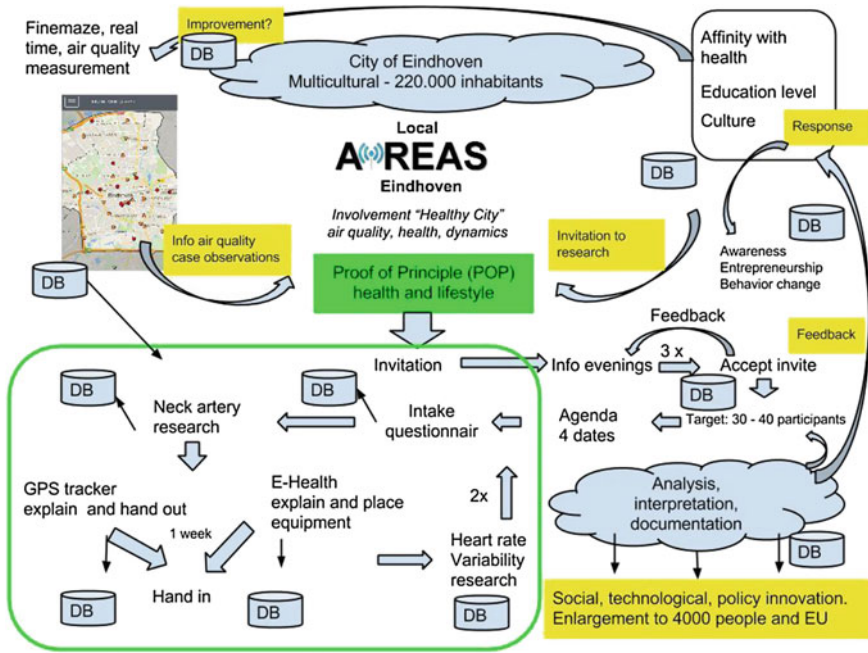 Finemaze, real
time, air quality
measurement
Improvement?
DB
City of Eindhoven
Multicultural - 220.000 inhabitants
Affinity with
health
Education level
Culture
Response
Local
AiREAS
Eindhoven
Involvement “Healthy City”
air quality, health, dynamics
DB
DB
Info air quality
case observations
Invitation to
research
Awareness
Entrepreneurship
Behavior change
DB
Proof of Principle (POP)
health and lifestyle
Feedback
Feedback
Invitation
Info evenings
3 x
Accept invite
DB
DB
DB
Neck artery
research
Intake
questionnair
Agenda
4 dates
Target: 30 - 40 participants
GPS tracker
explain and hand out
E-Health
explain and place
equipment
2x
Analysis,
interpretation,
documentation
1 week
Heart rate
Variability
research
DB
Hand in
DB
DB
DB
Social, technological, policy innovation.
Enlargement to 4000 people and EU